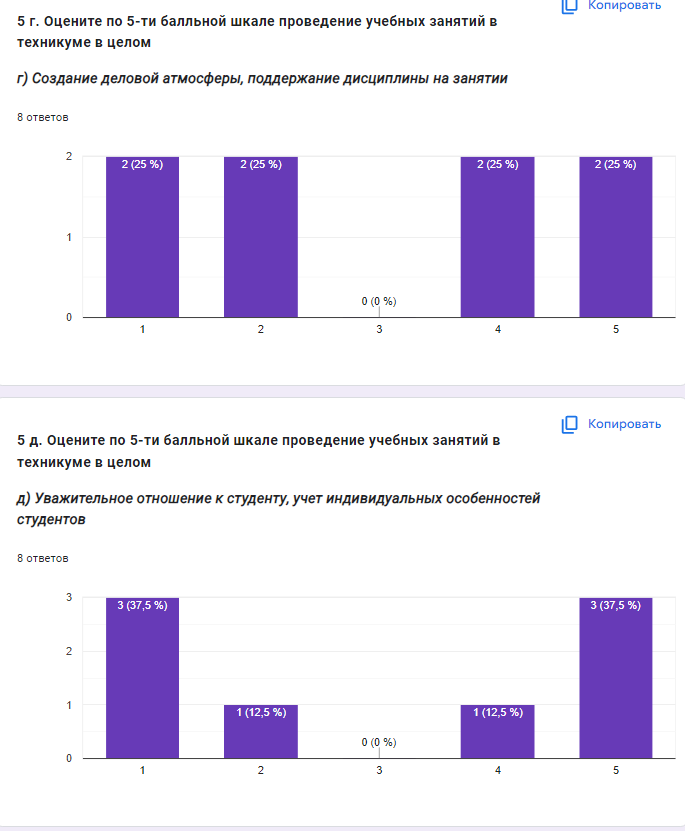 Копировать
5 г. Оцените по 5-ти балльной шкале проведение учебных занятий в
техникуме в целом
г) Создание деловой атмосферы, поддержание дисциплины на занятии
8 ответов
2
1
0
2 (25 %)
2 (25 %)
0 (0 %)
2 (25 %)
2 (25 %)
1
2
3
4
5
Копировать
5 д. Оцените по 5-ти балльной шкале проведение учебных занятий в
техникуме в целом
д) Уважительное отношение к студенту, учет индивидуальных особенностей
студентов
8 ответов
3
2
1
0
3 (37,5 %)
1 (12,5 %)
0 (0 %)
1 (12,5 %)
3 (37,5 %)
1
2
3
4
5